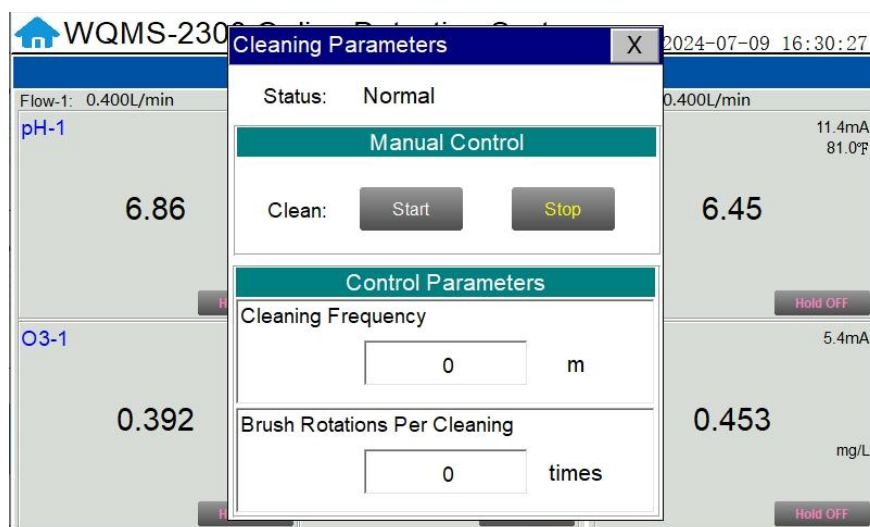 WQMS-230
Cleaning Parameters
X
2024-07-09 16:30:27
Flow-1: 0.400L/min
Status: Normal
0.400L/min
pH-1
11.4mA
81.0℉
Manual Control
6.86
Clean:
Start
Stop
6.45
Control Parameters
Hold OFF
Cleaning Frequency
O3-1
5.4mA
0
m
0.392
Brush Rotations Per Cleaning
0.453
mg/L
0
times
Hold OFF